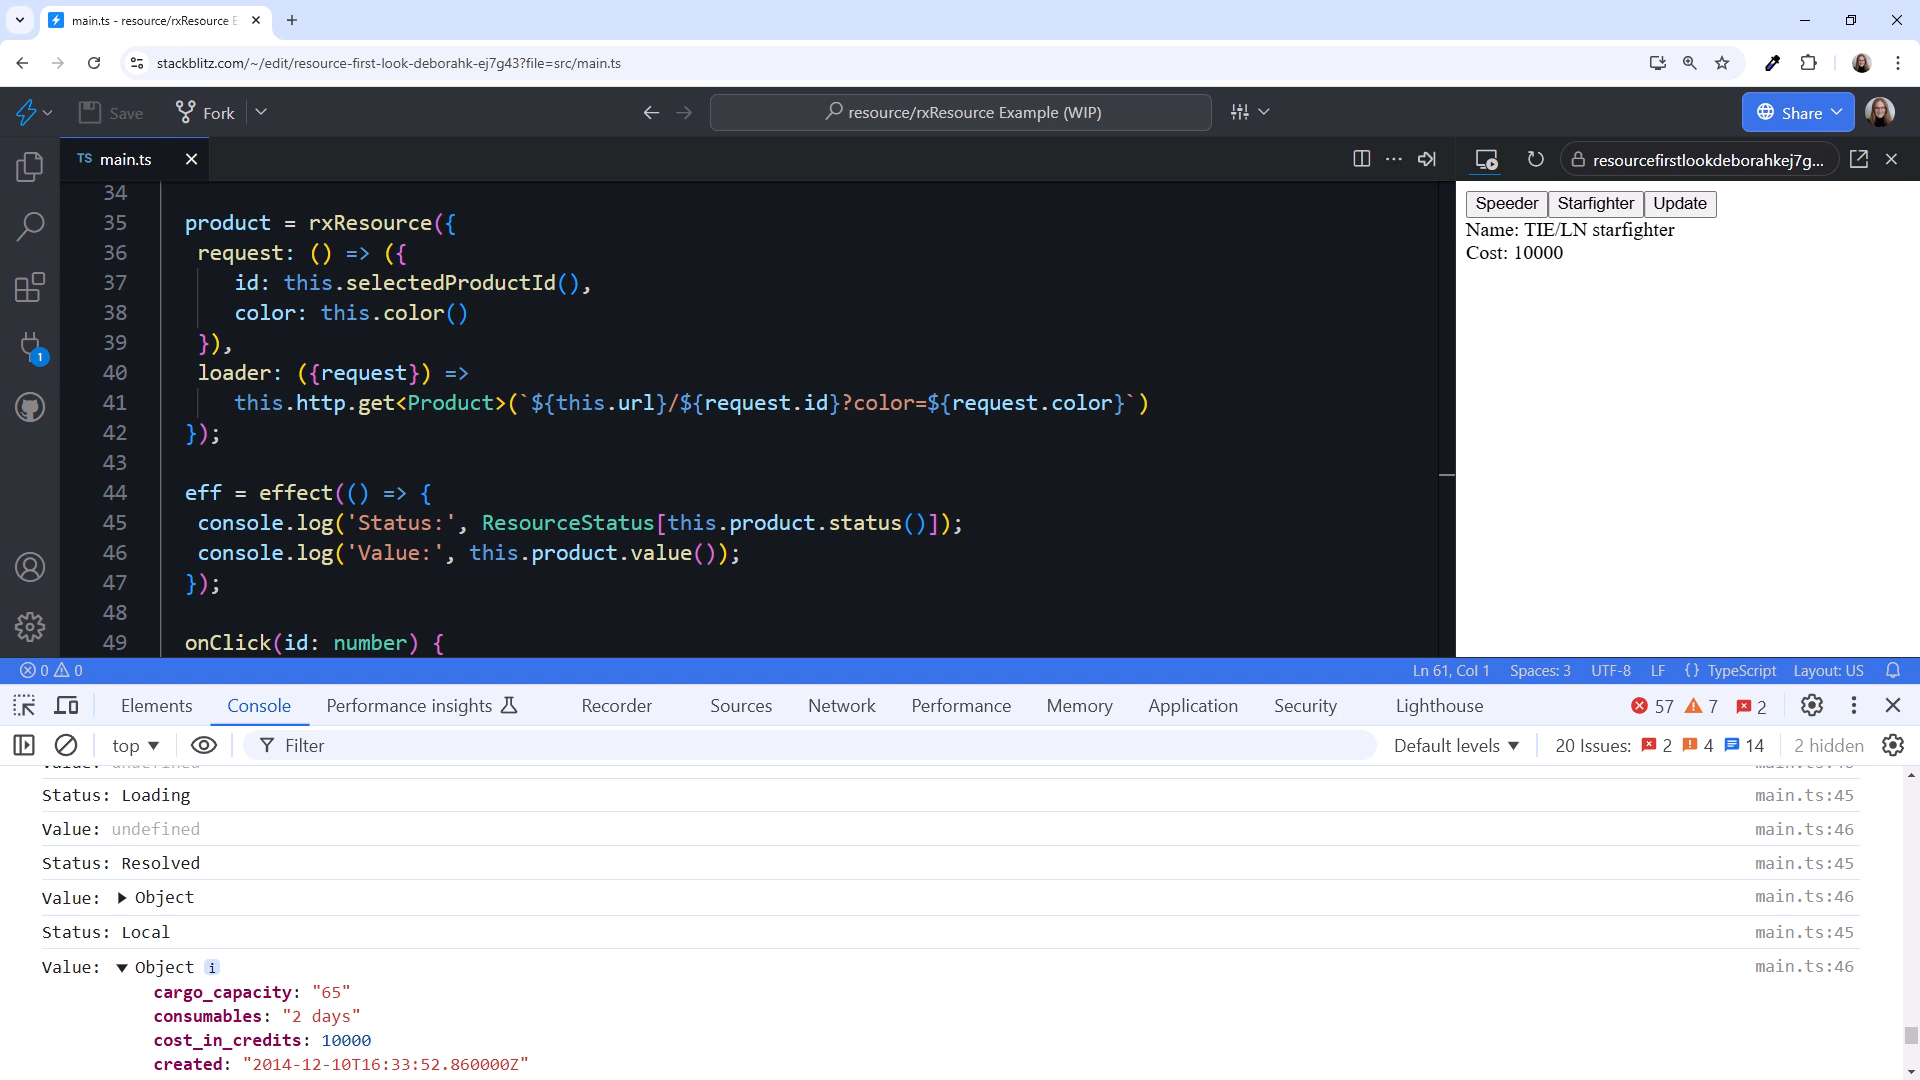 main.ts - resource/rxResource E
stackblitz.com/~/edit/resource-first-look-deborahk-ej7g43?file=src/main.ts
Save
Fork
resource/rxResource Example (WIP)
Share
TS main.ts
resourcefirstlookdeborahkej7g...
34
35 product = rxResource({
36 request: () => ({
37 id: this.selectedProductId(),
38 color: this.color()
39 }),
40 loader: ({request}) =>
41 this.http.get<Product>(`${this.url}/${request.id}?color=${request.color}`)
42 });
43
44 eff = effect(() => {
45 console.log('Status:', ResourceStatus[this.product.status()]);
46 console.log('Value:', this.product.value());
47 });
48
49 onClick(id: number) {
1
Speeder Starfighter Update
Name: TIE/LN starfighter
Cost: 10000
0 0 Ln 61, Col 1 Spaces: 3 UTF-8 LF {} TypeScript Layout: US
Elements Console Performance insights Recorder Sources Network Performance Memory Application Security Lighthouse 57 7 2
top Filter Default levels 20 Issues: 2 4 14 2 hidden
Status: Loading main.ts:45
Value: undefined main.ts:46
Status: Resolved main.ts:45
Value: Object main.ts:46
Status: Local main.ts:45
Value: Object i main.ts:46
cargo_capacity: "65"
consumables: "2 days"
cost_in_credits: 10000
created: "2014-12-10T16:33:52.860000Z"